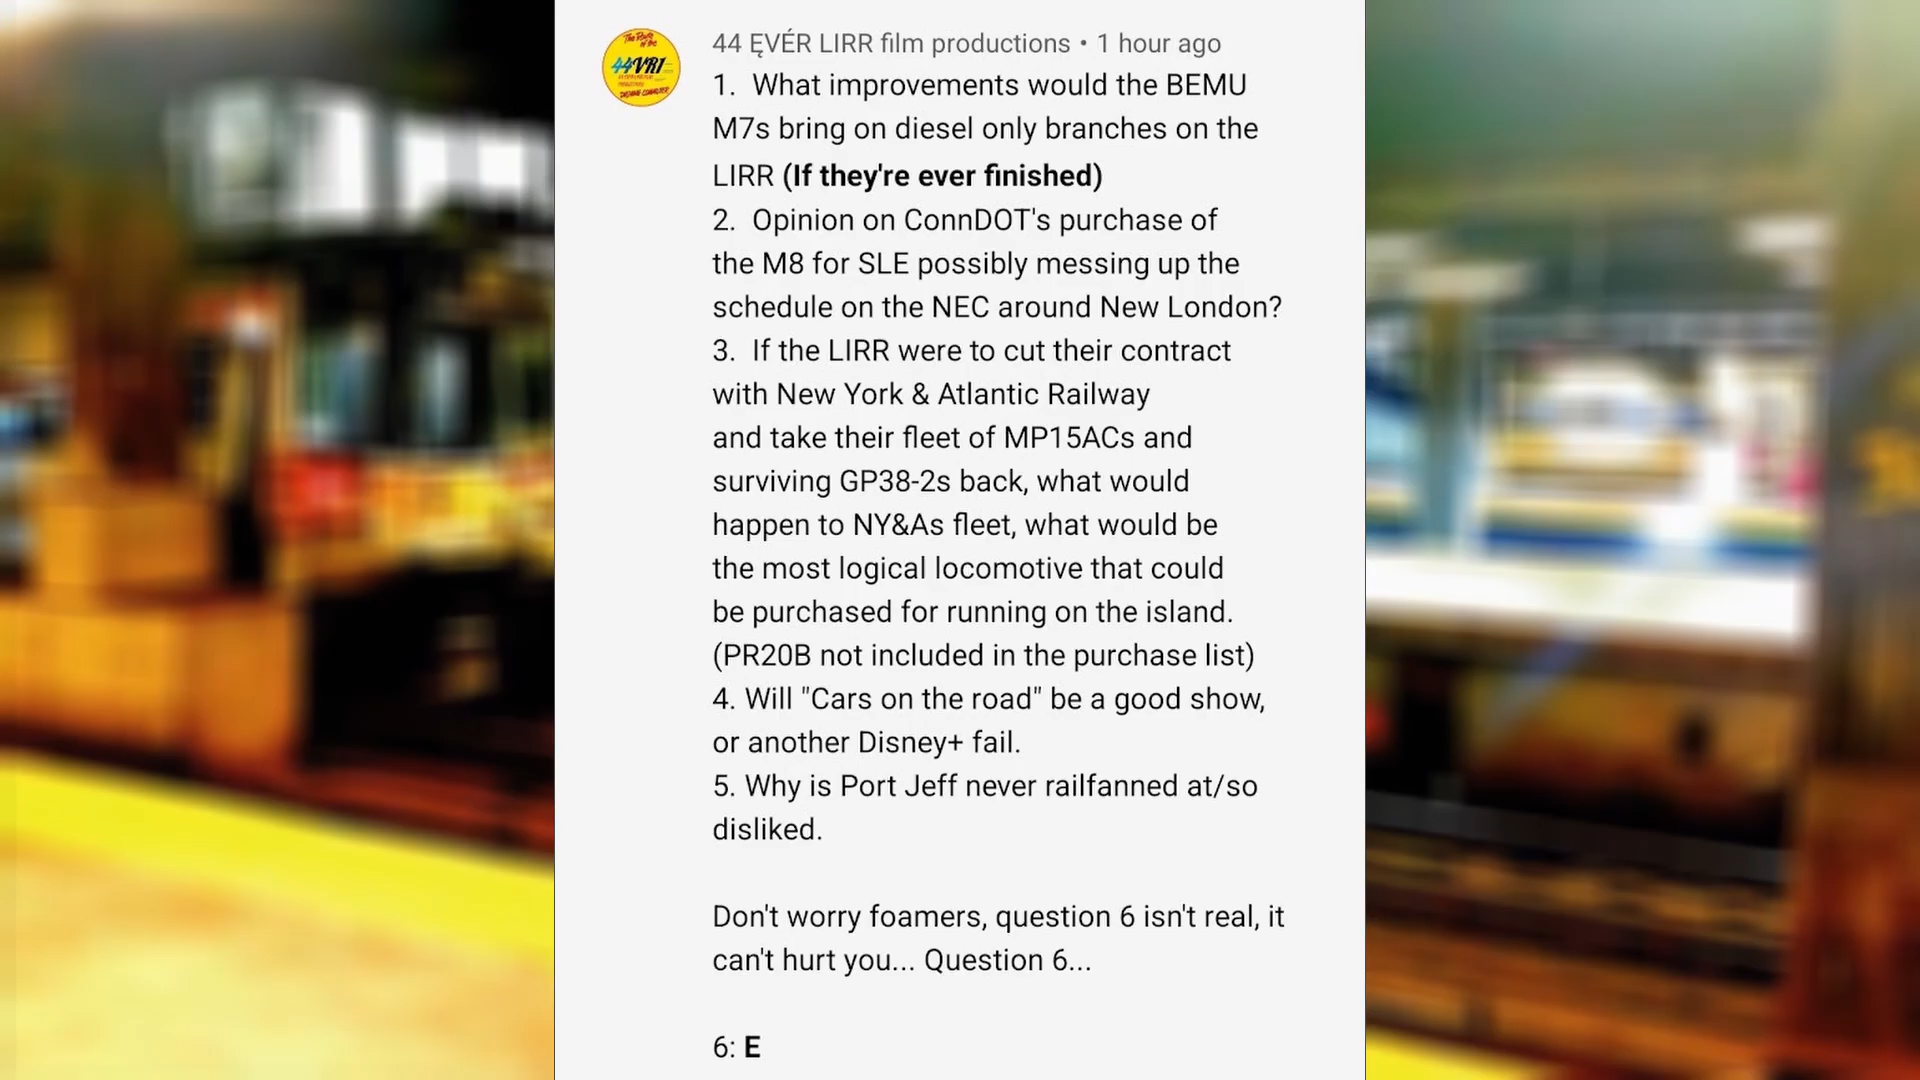 The Route
of the
44VR1
DASHING COMMUTER
44 ĘVÉR LIRR film productions • 1 hour ago
1.  What improvements would the BEMU
M7s bring on diesel only branches on the
LIRR (If they're ever finished)
2.  Opinion on ConnDOT's purchase of
the M8 for SLE possibly messing up the
schedule on the NEC around New London?
3.  If the LIRR were to cut their contract
with New York & Atlantic Railway
and take their fleet of MP15ACs and
surviving GP38-2s back, what would
happen to NY&As fleet, what would be
the most logical locomotive that could
be purchased for running on the island.
(PR20B not included in the purchase list)
4. Will "Cars on the road" be a good show,
or another Disney+ fail.
5. Why is Port Jeff never railfanned at/so
disliked.
Don't worry foamers, question 6 isn't real, it
can't hurt you... Question 6...
6: E